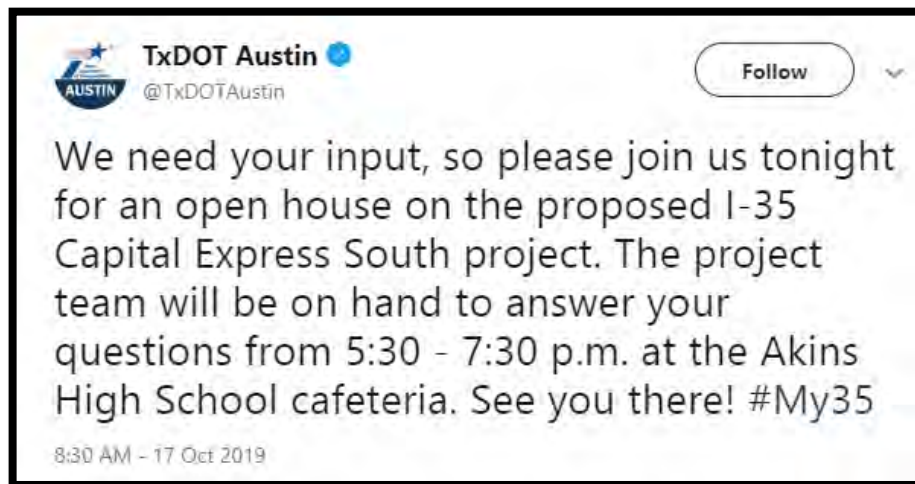 TxDOT Austin
@TxDOTAustin
AUSTIN
Follow
We need your input, so please join us tonight
for an open house on the proposed I-35
Capital Express South project. The project
team will be on hand to answer your
questions from 5:30 - 7:30 p.m. at the Akins
High School cafeteria. See you there! #My35
8:30 AM - 17 Oct 2019